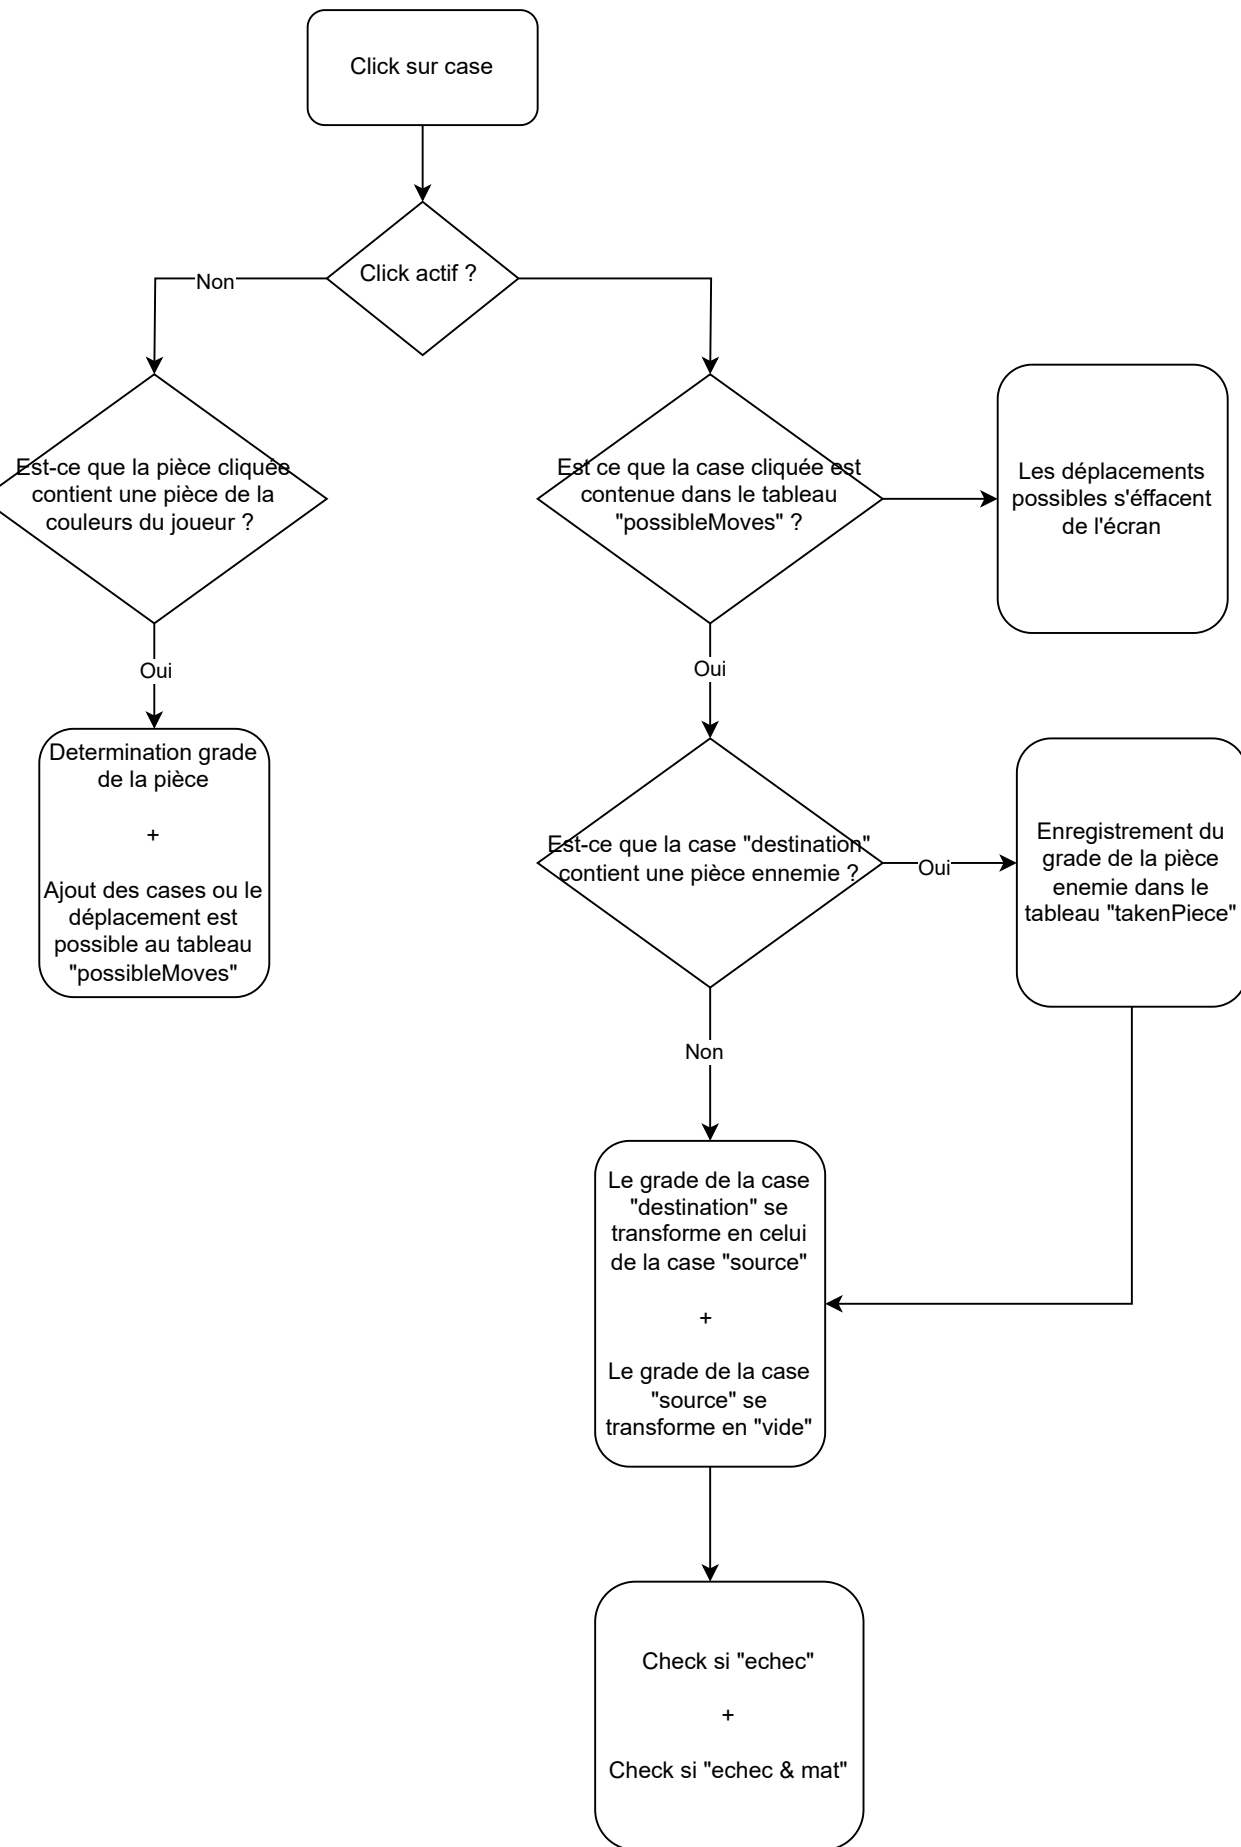 Click sur case
Click actif ?
Non
Est-ce que la pièce cliquée
contient une pièce de la
couleurs du joueur ?
Est ce que la case cliquée est
contenue dans le tableau
"possibleMoves" ?
Les déplacements
possibles s'éffacent
de l'écran
Oui
Oui
Determination grade
de la pièce
+
Ajout des cases ou le
déplacement est
possible au tableau
"possibleMoves"
Est-ce que la case "destination"
contient une pièce ennemie ?
Oui
Enregistrement du
grade de la pièce
enemie dans le
tableau "takenPiece"
Non
Le grade de la case
"destination" se
transforme en celui
de la case "source"
+
Le grade de la case
"source" se
transforme en "vide"
Check si "echec"
+
Check si "echec & mat"